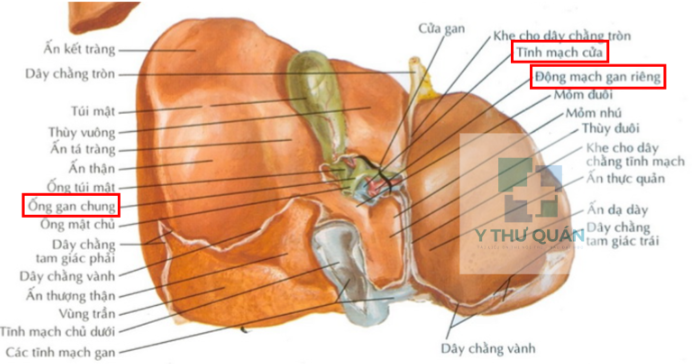 Ấn kết tràng
Dây chằng tròn
Túi mật
Thùy vuông
Ấn tá tràng
Ấn thận
Ống túi mật
Ống gan chung
Ống mật chủ
Dây chằng
tam giác phải
Dây chằng vành
Ấn thượng thận
Vùng trần
Tĩnh mạch chủ dưới
Các tĩnh mạch gan
Cửa gan
Khe cho dây chằng tròn
Tĩnh mạch cửa
Động mạch gan riêng
Mỏm đuôi
Mỏm nhú
Thùy đuôi
Khe cho dây
chằng tĩnh mạch
Ấn thực quản
Ấn dạ dày
Dây chằng
tam giác trái
Dây chằng vành
Y THƯ QUÁN